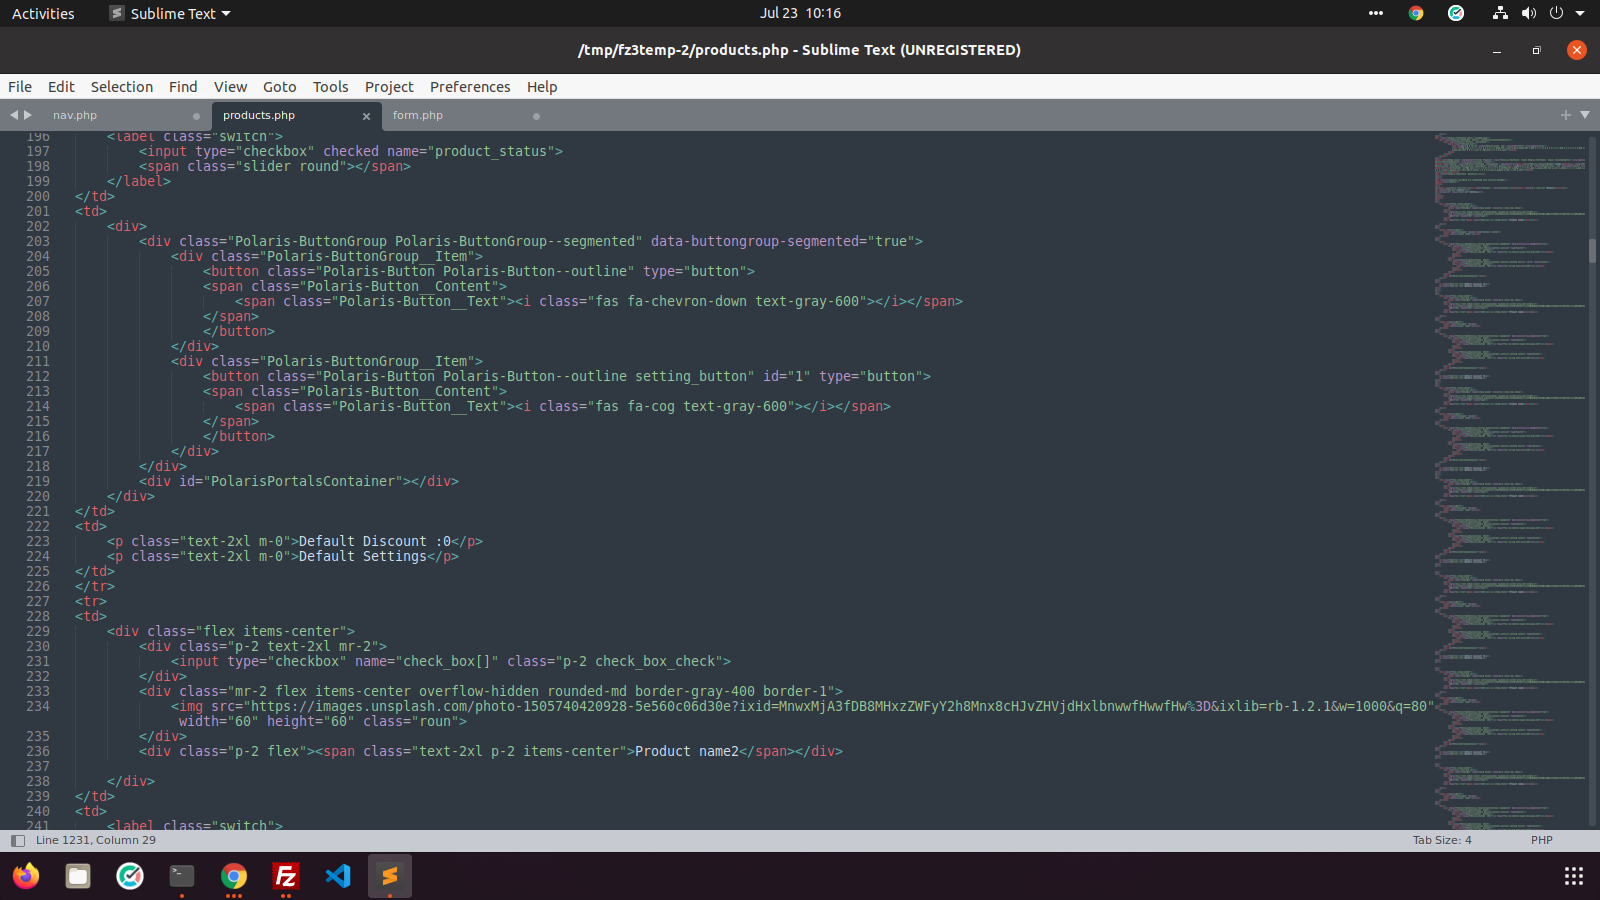 Activities Sublime Text Jul 23 10:16
/tmp/fz3temp-2/products.php - Sublime Text (UNREGISTERED)
File Edit Selection Find View Goto Tools Project Preferences Help
nav.php products.php form.php
196 <label class="switch">
197 <input type="checkbox" checked name="product_status">
198 <span class="slider round"></span>
199 </label>
200 </td>
201 <td>
202 <div>
203 <div class="Polaris-ButtonGroup Polaris-ButtonGroup--segmented" data-buttongroup-segmented="true">
204 <div class="Polaris-ButtonGroup__Item">
205 <button class="Polaris-Button Polaris-Button--outline" type="button">
206 <span class="Polaris-Button__Content">
207 <span class="Polaris-Button__Text"><i class="fas fa-chevron-down text-gray-600"></i></span>
208 </span>
209 </button>
210 </div>
211 <div class="Polaris-ButtonGroup__Item">
212 <button class="Polaris-Button Polaris-Button--outline setting_button" id="1" type="button">
213 <span class="Polaris-Button__Content">
214 <span class="Polaris-Button__Text"><i class="fas fa-cog text-gray-600"></i></span>
215 </span>
216 </button>
217 </div>
218 </div>
219 <div id="PolarisPortalsContainer"></div>
220 </div>
221 </td>
222 <td>
223 <p class="text-2xl m-0">Default Discount :0</p>
224 <p class="text-2xl m-0">Default Settings</p>
225 </td>
226 </tr>
227 <tr>
228 <td>
229 <div class="flex items-center">
230 <div class="p-2 text-2xl mr-2">
231 <input type="checkbox" name="check_box[]" class="p-2 check_box_check">
232 </div>
233 <div class="mr-2 flex items-center overflow-hidden rounded-md border-gray-400 border-1">
234 <img src="https://images.unsplash.com/photo-1505740420928-5e560c06d30e?ixid=MnwxMjA3fDB8MHxzZWFyY2h8Mnx8cHJvZHVjdHxlbnwwfHwwfHw%3D&ixlib=rb-1.2.1&w=1000&q=80"
width="60" height="60" class="roun">
235 </div>
236 <div class="p-2 flex"><span class="text-2xl p-2 items-center">Product name2</span></div>
237
238 </div>
239 </td>
240 <td>
241 <label class="switch">
Line 1231, Column 29 Tab Size: 4 PHP